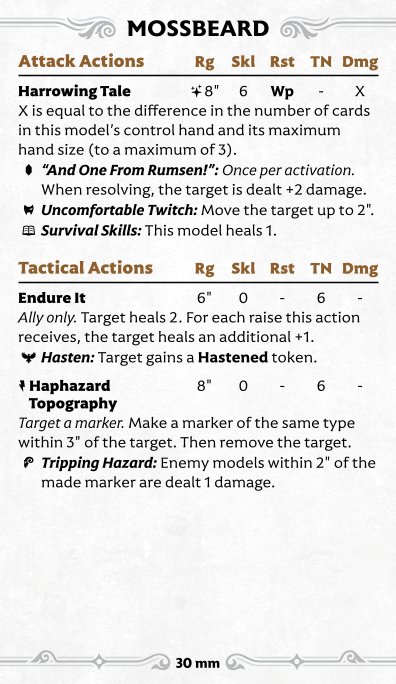 MOSSBEARD
Attack Actions Rg Skl Rst TN Dmg
Harrowing Tale 8" 6 Wp - X
X is equal to the difference in the number of cards
in this model's control hand and its maximum
hand size (to a maximum of 3).
"And One From Rumsen!": Once per activation.
When resolving, the target is dealt +2 damage.
Uncomfortable Twitch: Move the target up to 2".
Survival Skills: This model heals 1.
Tactical Actions Rg Skl Rst TN Dmg
Endure It 6" 0 - 6 -
Ally only. Target heals 2. For each raise this action
receives, the target heals an additional +1.
Hasten: Target gains a Hastened token.
Haphazard 8" 0 - 6 -
Topography
Target a marker. Make a marker of the same type
within 3" of the target. Then remove the target.
Tripping Hazard: Enemy models within 2" of the
made marker are dealt 1 damage.
30 mm